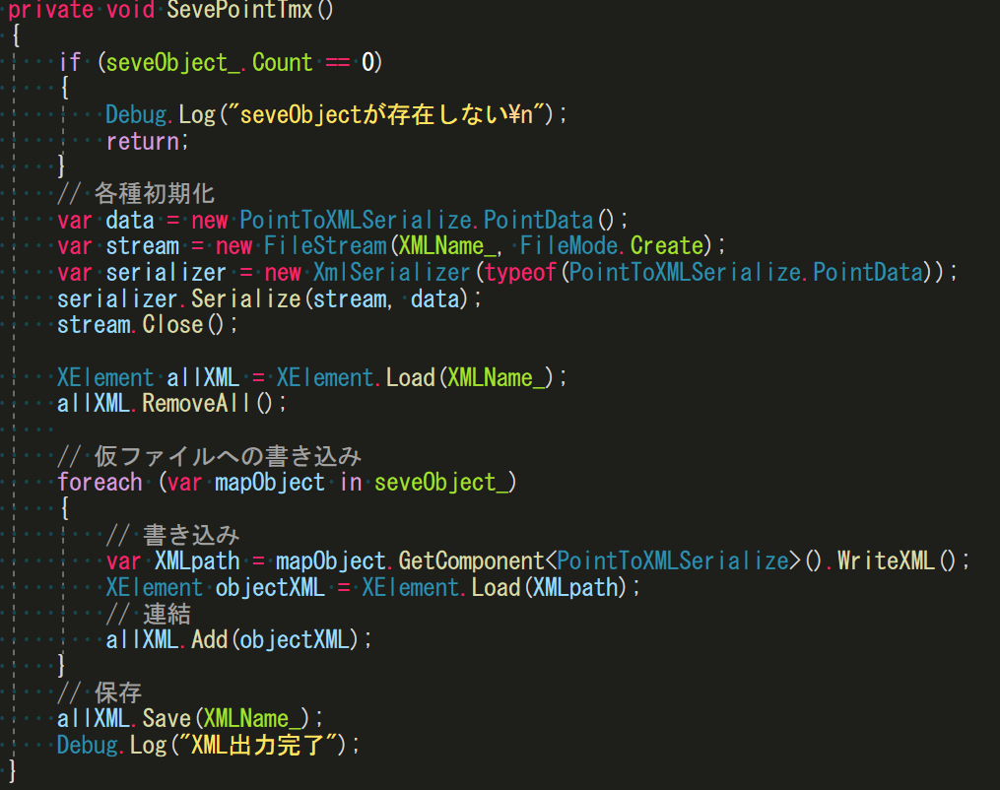 private void SevePointTmx()
{
if (seveObject_.Count == 0)
{
Debug.Log("seveObjectが存在しない¥n");
return;
}
// 各種初期化
var data = new PointToXMLSerialize.PointData();
var stream = new FileStream(XMLName_, FileMode.Create);
var serializer = new XmlSerializer(typeof(PointToXMLSerialize.PointData));
serializer.Serialize(stream, data);
stream.Close();
XElement allXML = XElement.Load(XMLName_);
allXML.RemoveAll();
// 仮ファイルへの書き込み
foreach (var mapObject in seveObject_)
{
// 書き込み
var XMLpath = mapObject.GetComponent<PointToXMLSerialize>().WriteXML();
XElement objectXML = XElement.Load(XMLpath);
// 連結
allXML.Add(objectXML);
}
// 保存
allXML.Save(XMLName_);
Debug.Log("XML出力完了");
}